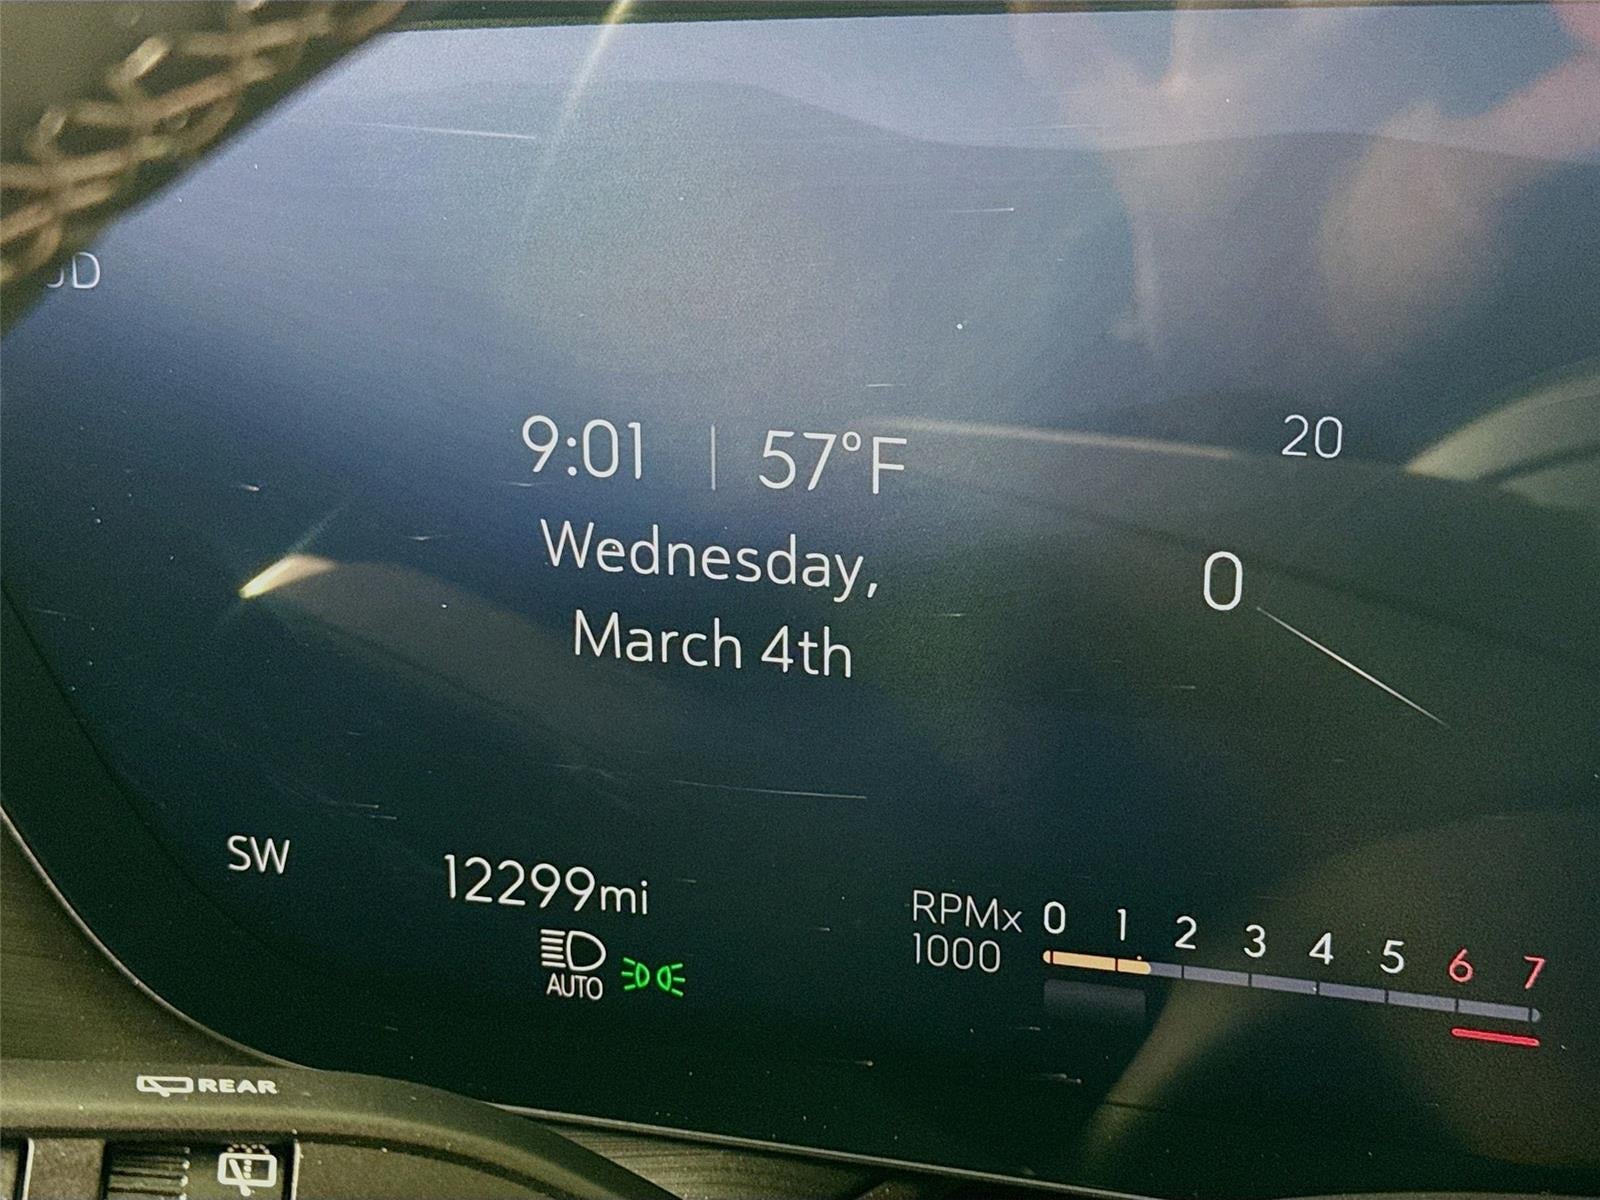 9:01 | 57°F
Wednesday,
March 4th
20
0
SW
12299mi
AUTO
RPMx
1000
0 1 2 3 4 5 6 7
REAR